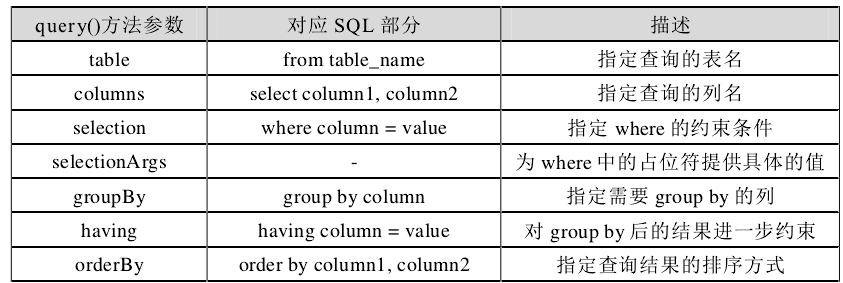 query()方法参数 对应 SQL 部分 描述
table from table_name 指定查询的表名
columns select column1, column2 指定查询的列名
selection where column = value 指定 where 的约束条件
selectionArgs - 为 where 中的占位符提供具体的值
groupBy group by column 指定需要 group by 的列
having having column = value 对 group by 后的结果进一步约束
orderBy order by column1, column2 指定查询结果的排序方式